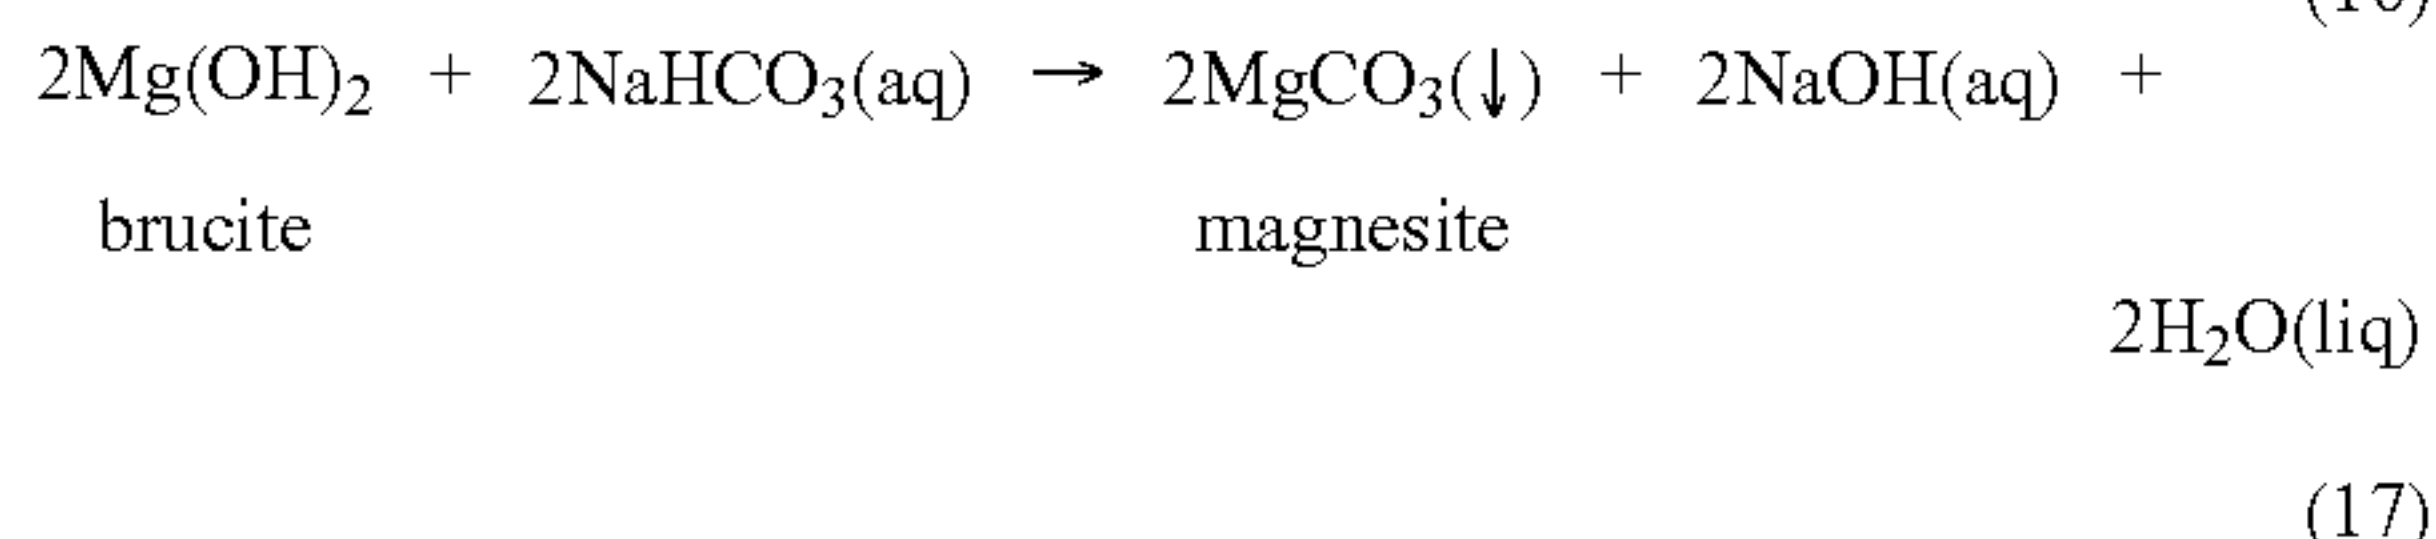 2Mg(OH)₂ + 2NaHCO₃(aq) → 2MgCO₃(↓) + 2NaOH(aq) +
brucite magnesite
2H₂O(liq)
(17)